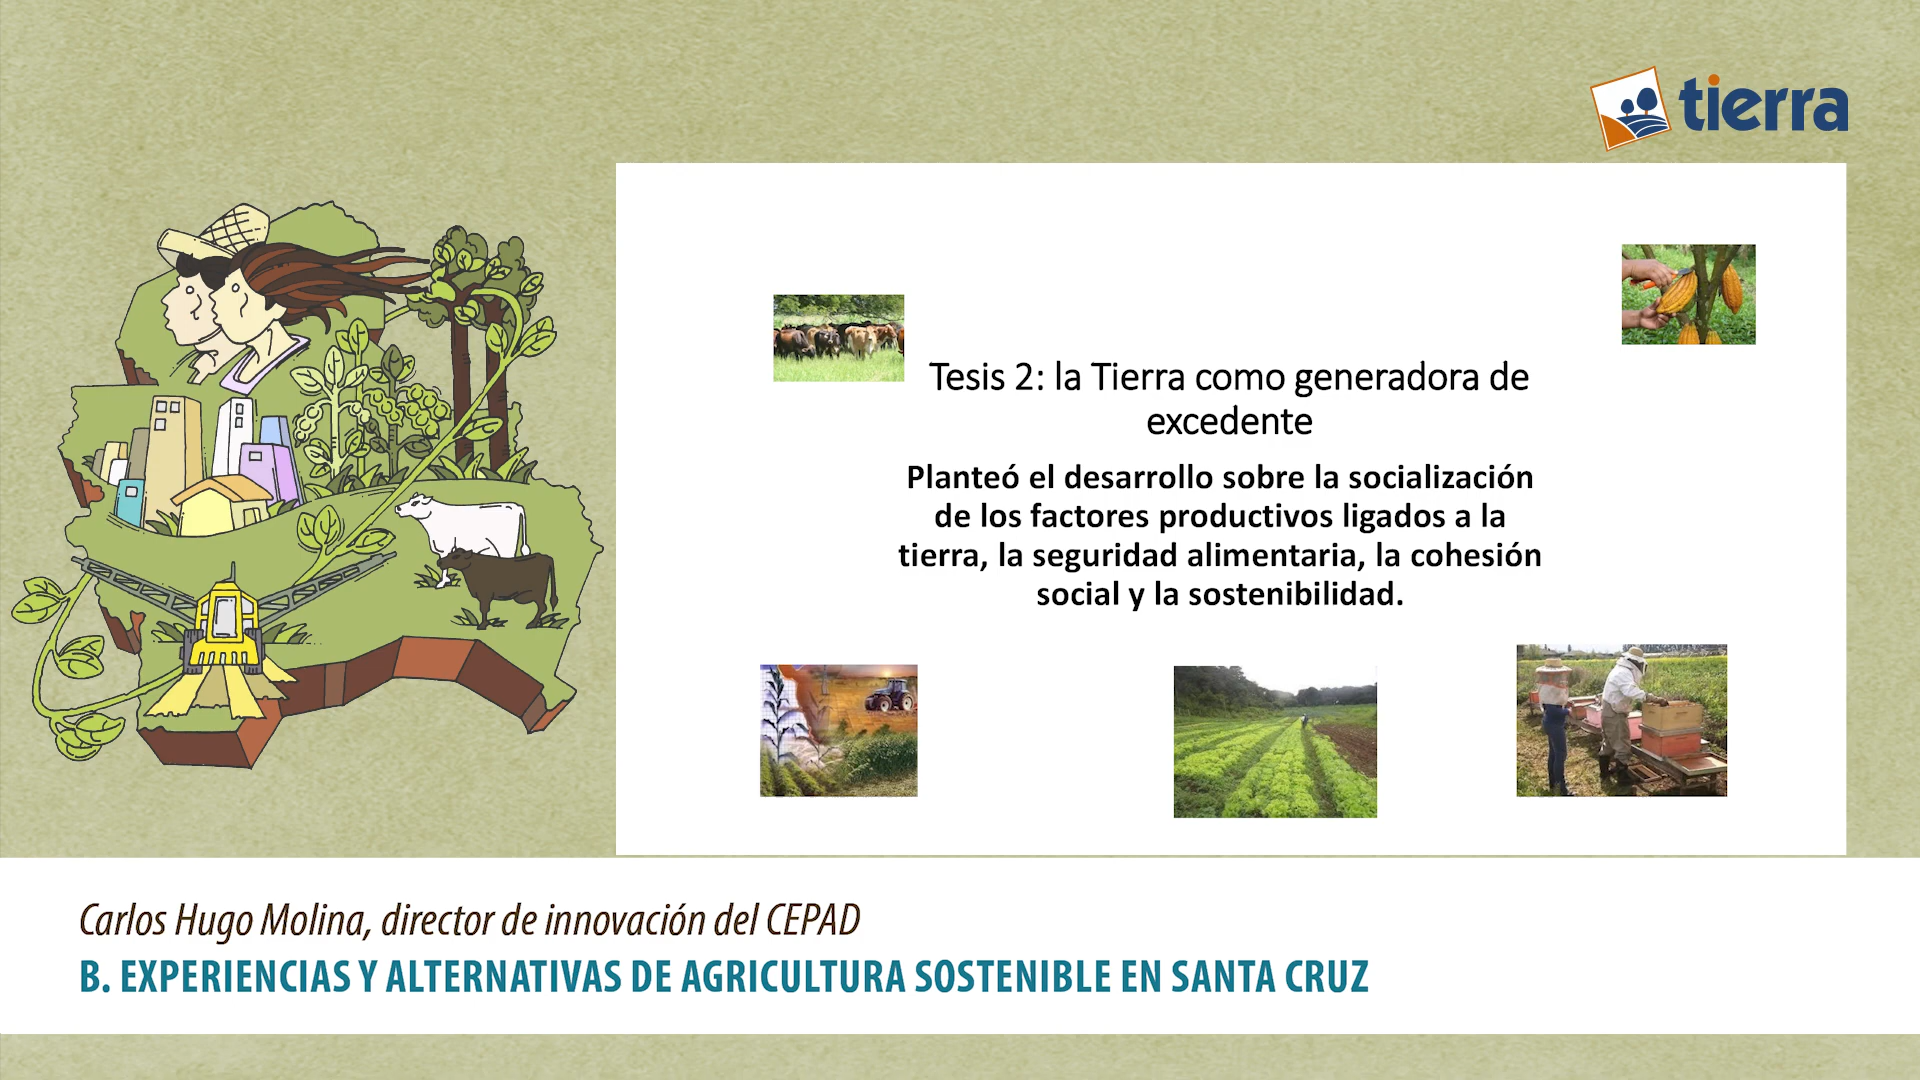 tierra
Tesis 2: la Tierra como generadora de
excedente
Planteó el desarrollo sobre la socialización
de los factores productivos ligados a la
tierra, la seguridad alimentaria, la cohesión
social y la sostenibilidad.
Carlos Hugo Molina, director de innovación del CEPAD
B. EXPERIENCIAS Y ALTERNATIVAS DE AGRICULTURA SOSTENIBLE EN SANTA CRUZ